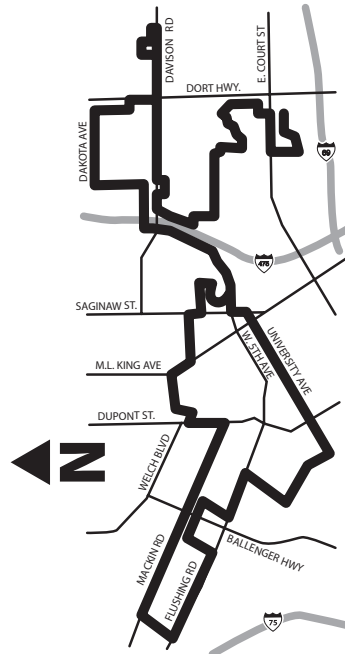 DAVISON RD
E. COURT ST
DORT HWY.
DAKOTA AVE
69
475
SAGINAW ST.
UNIVERSITY AVE
W. 5TH AVE
M.L. KING AVE
DUPONT ST.
N
WELCH BLVD
MACKIN RD
BALLENGER HWY
FLUSHING RD
75